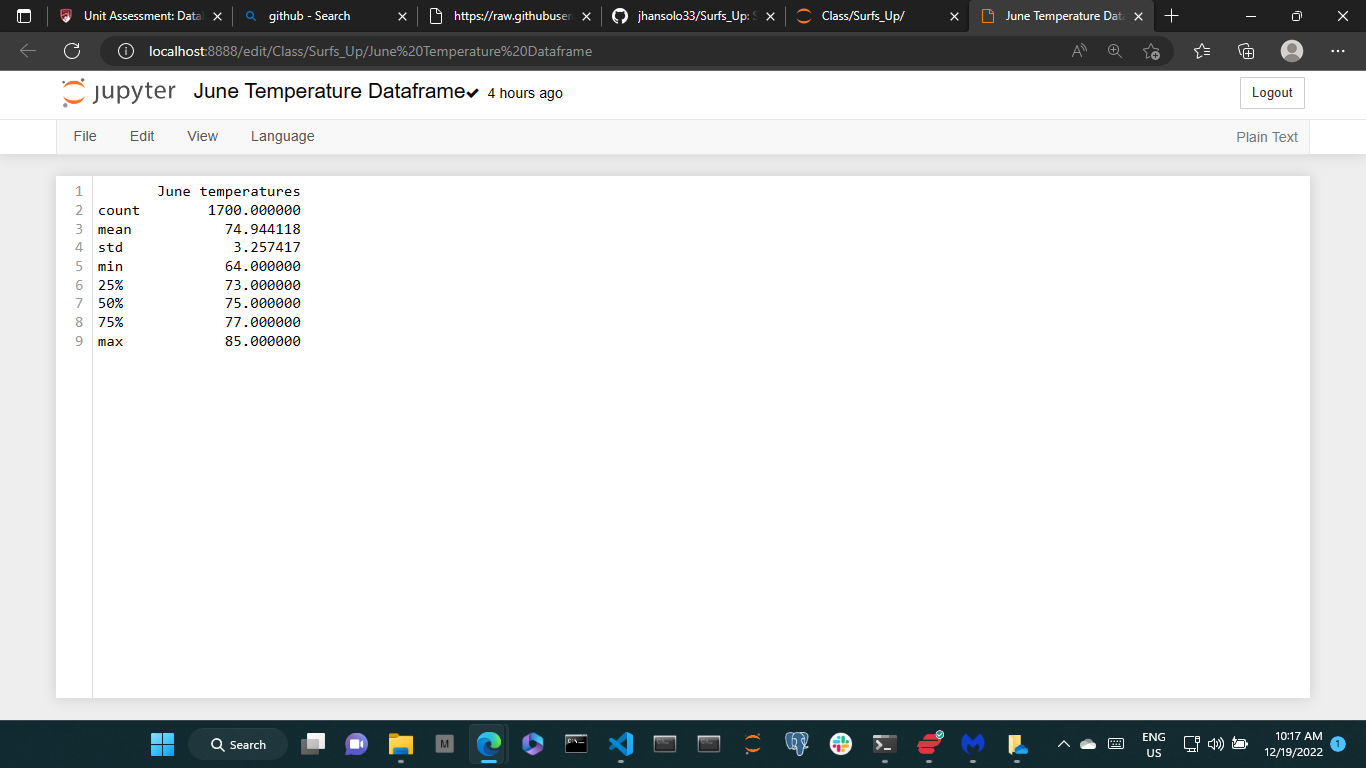 Unit Assessment: Data
github - Search
https://raw.githubuser
jhansolo33/Surfs_Up: S
Class/Surfs_Up/
June Temperature Data
localhost:8888/edit/Class/Surfs_Up/June%20Temperature%20Dataframe
jupyter June Temperature Dataframe 4 hours ago
Logout
File Edit View Language
Plain Text
1 June temperatures
2 count 1700.000000
3 mean 74.944118
4 std 3.257417
5 min 64.000000
6 25% 73.000000
7 50% 75.000000
8 75% 77.000000
9 max 85.000000
Search
M
ENG
US
10:17 AM
12/19/2022
1